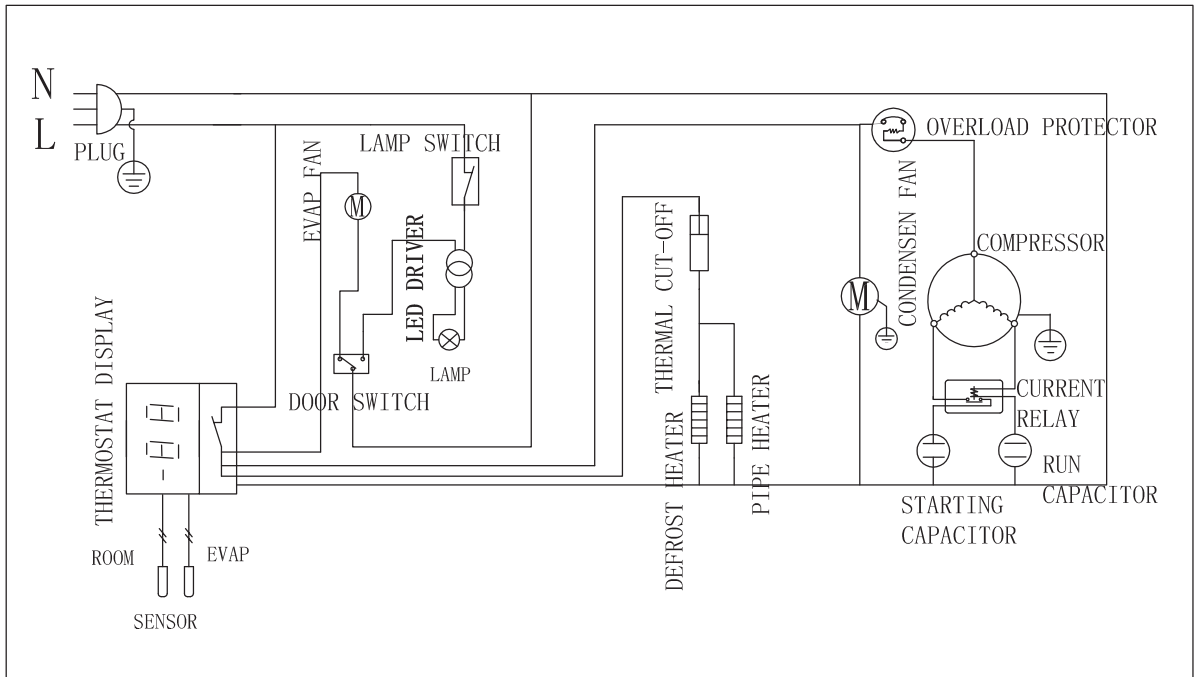 N
L
PLUG
LAMP SWITCH
EVAP FAN
M
LED DRIVER
LAMP
DOOR SWITCH
THERMOSTAT DISPLAY
ROOM
EVAP
SENSOR
THERMAL CUT-OFF
DEFROST HEATER
PIPE HEATER
OVERLOAD PROTECTOR
CONDENSEN FAN
M
COMPRESSOR
CURRENT
RELAY
RUN
CAPACITOR
STARTING
CAPACITOR